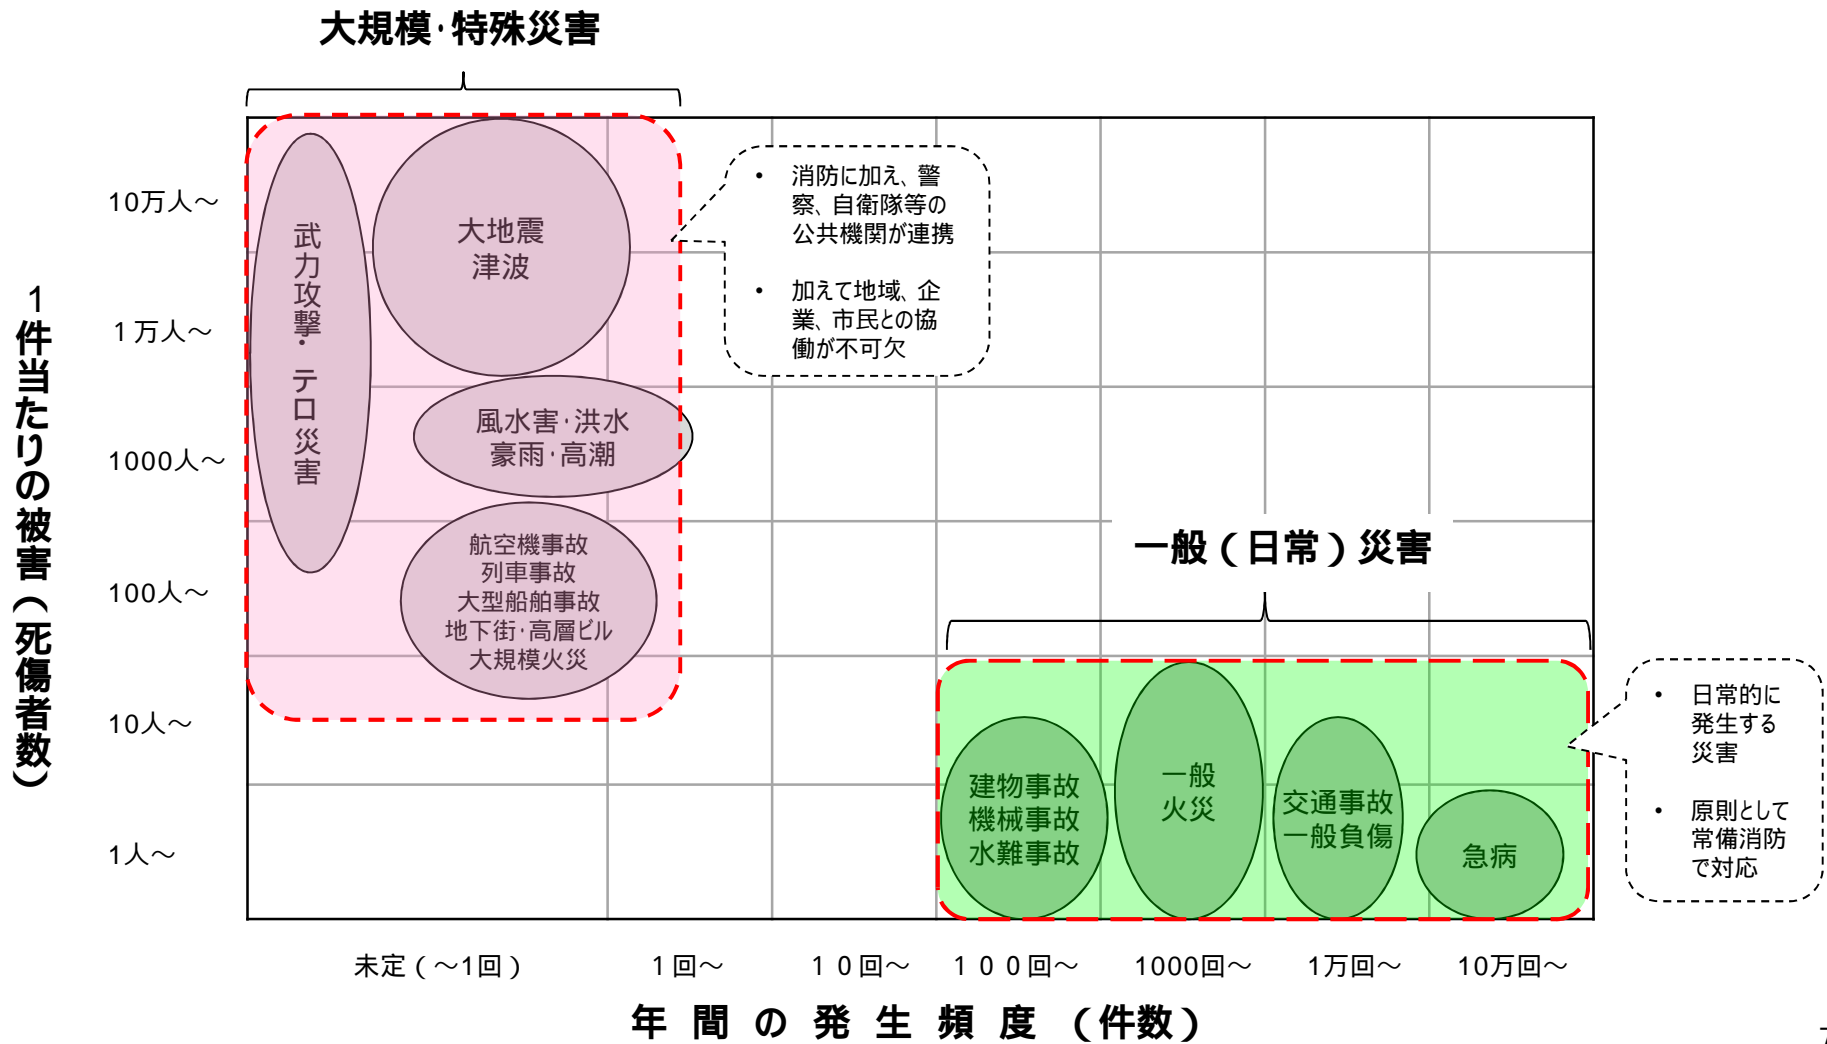 大規模・特殊災害
1件当たりの被害(死傷者数)
10万人～
1万人～
1000人～
100人～
10人～
1人～
武力攻撃・テロ災害
大地震
津波
風水害・洪水
豪雨・高潮
航空機事故
列車事故
大型船舶事故
地下街・高層ビル
大規模火災
• 消防に加え、警
察、自衛隊等の
公共機関が連携
• 加えて地域、企
業、市民との協
働が不可欠
一般(日常)災害
建物事故
機械事故
水難事故
一般
火災
交通事故
一般負傷
急病
• 日常的に
発生する
災害
• 原則として
常備消防
で対応
未定(～1回) 1回～ 10回～ 100回～ 1000回～ 1万回～ 10万回～
年間の発生頻度(件数)